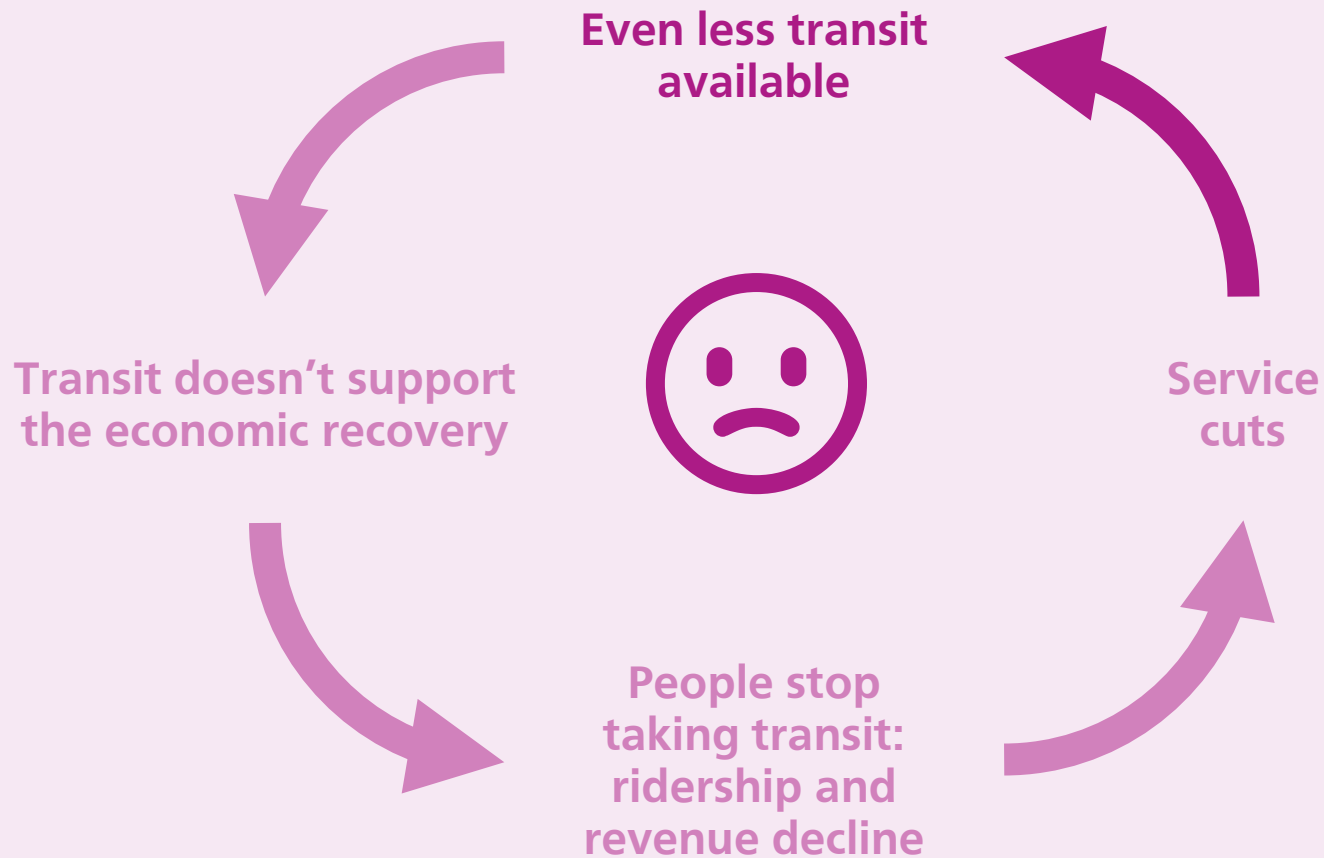 Even less transit
available
Transit doesn’t support
the economic recovery
Service
cuts
People stop
taking transit:
ridership and
revenue decline